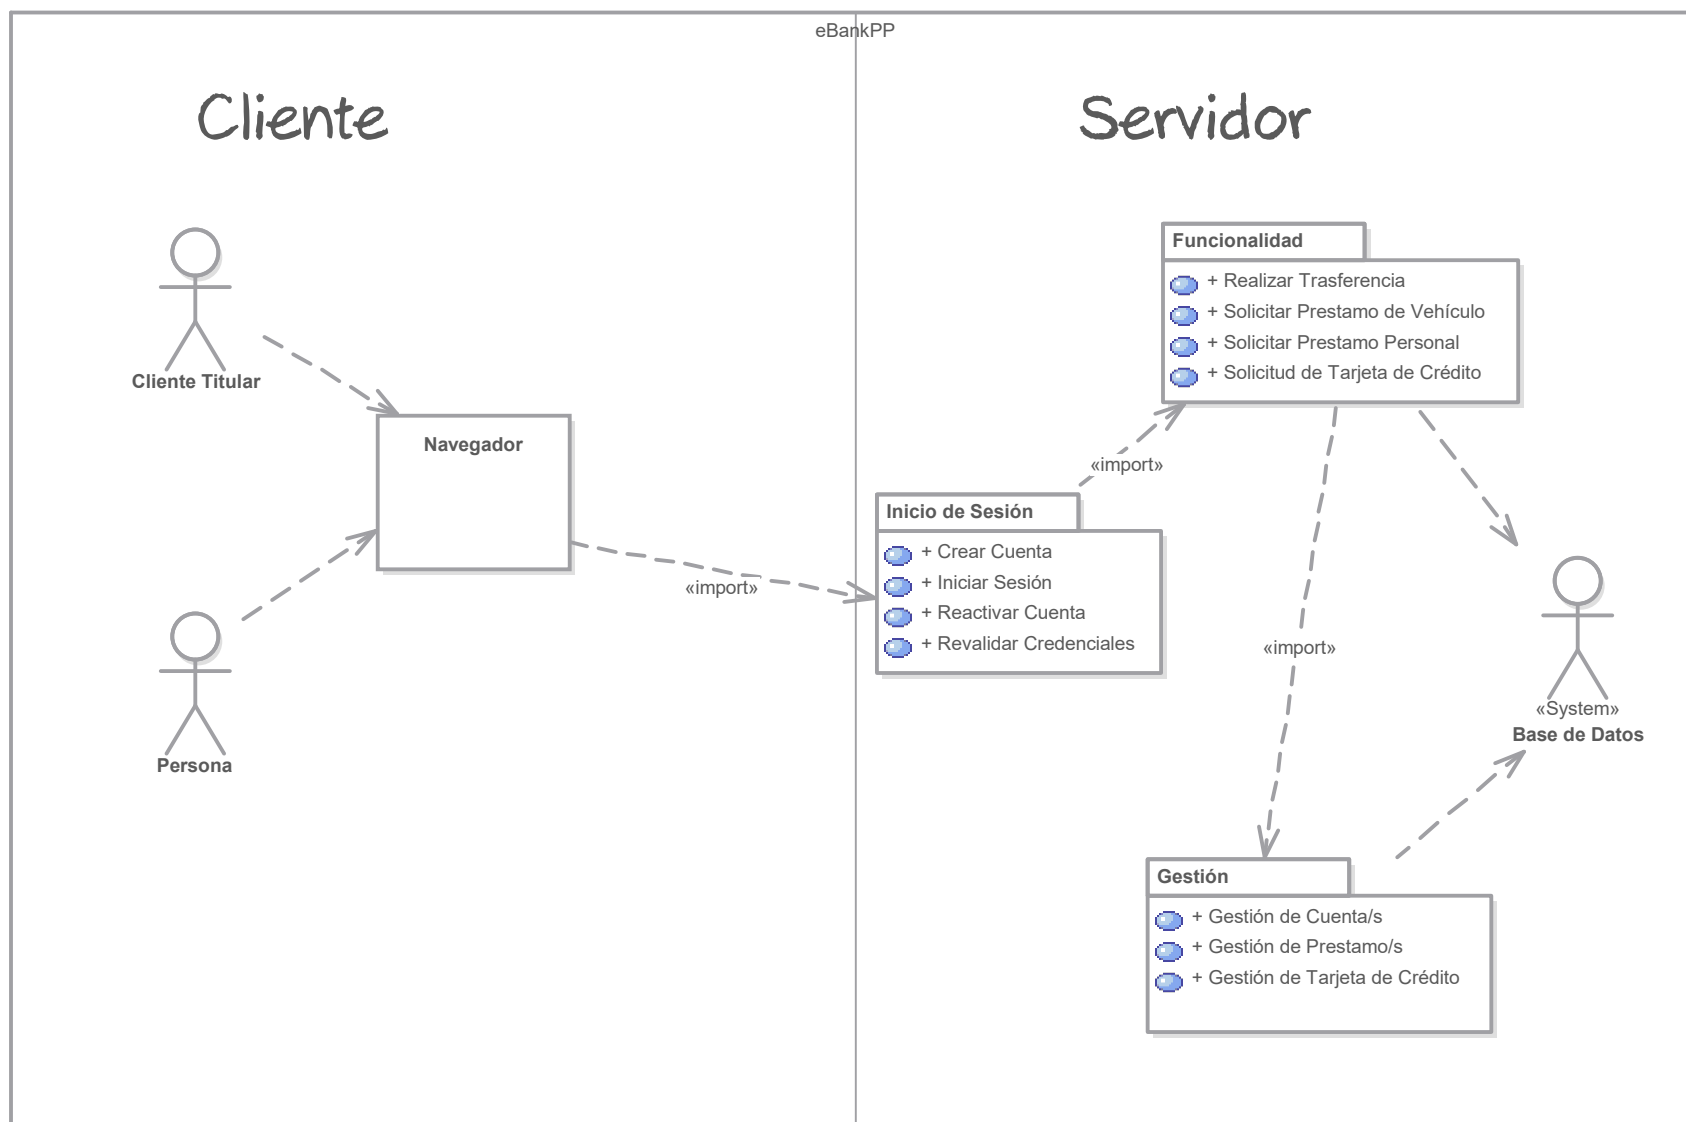 eBankPP
Cliente
Servidor
Cliente Titular
Persona
Navegador
«import»
Inicio de Sesión
+ Crear Cuenta
+ Iniciar Sesión
+ Reactivar Cuenta
+ Revalidar Credenciales
«import»
Funcionalidad
+ Realizar Trasferencia
+ Solicitar Prestamo de Vehículo
+ Solicitar Prestamo Personal
+ Solicitud de Tarjeta de Crédito
«import»
«System»
Base de Datos
Gestión
+ Gestión de Cuenta/s
+ Gestión de Prestamo/s
+ Gestión de Tarjeta de Crédito